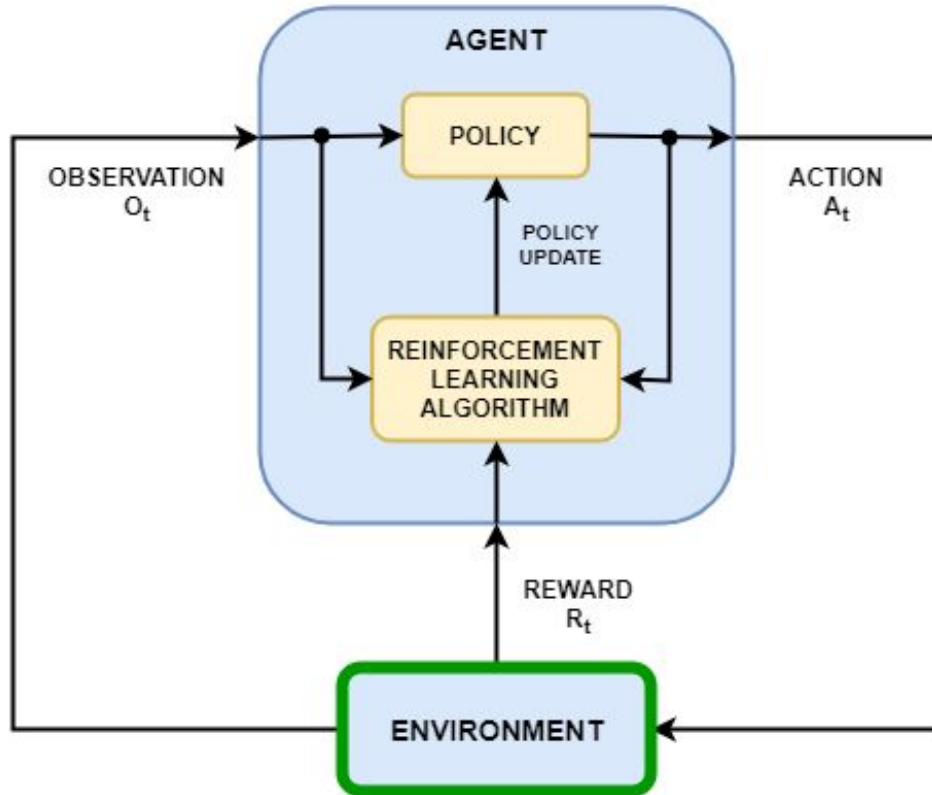 AGENT
POLICY
OBSERVATION
Oₜ
ACTION
Aₜ
POLICY
UPDATE
REINFORCEMENT
LEARNING
ALGORITHM
REWARD
Rₜ
ENVIRONMENT